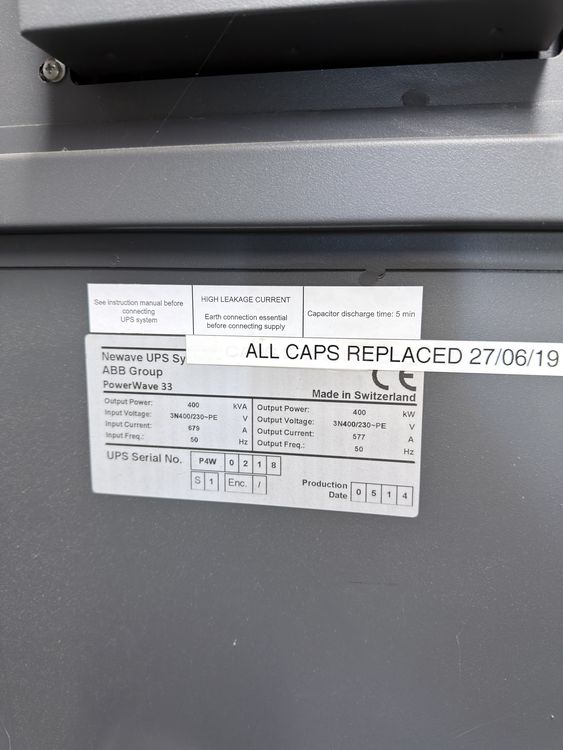 See instruction manual before
connecting
UPS system
HIGH LEAKAGE CURRENT
Earth connection essential
before connecting supply
Capacitor discharge time: 5 min
ALL CAPS REPLACED 27/06/19
Newave UPS
ABB Group
PowerWave 33
CE
Made in Switzerland
Output Power: 400 kVA
Input Voltage: 3N400/230~PE V
Input Current: 679 A
Input Freq.: 50 Hz
Output Power: 400 kW
Output Voltage: 3N400/230~PE V
Output Current: 577 A
Output Freq.: 50 Hz
UPS Serial No. P4W 0 2 1 8
S 1 Enc. /
Production
Date 0 5 1 4